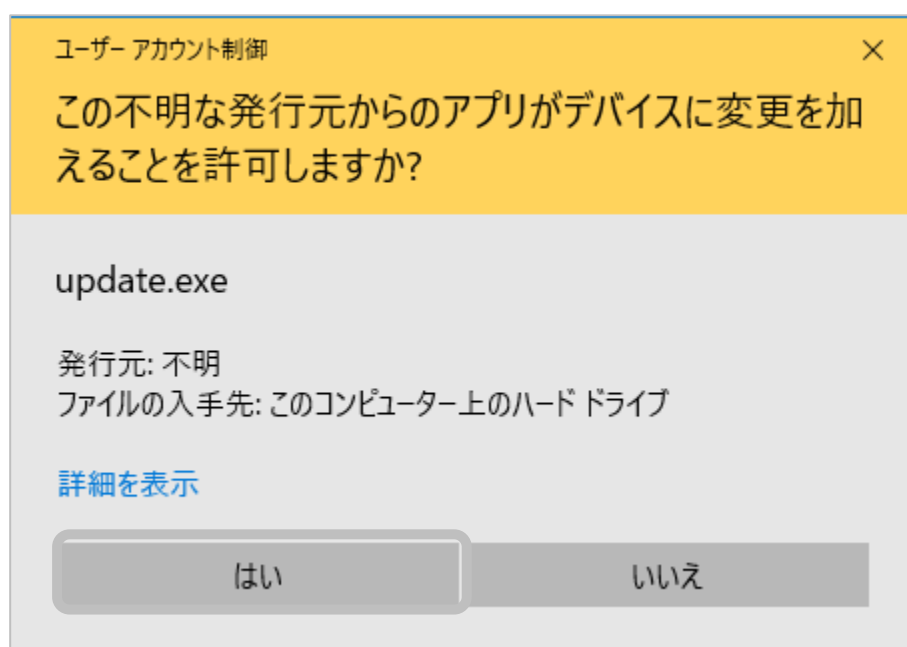 ユーザー アカウント制御
この不明な発行元からのアプリがデバイスに変更を加
えることを許可しますか?
update.exe
発行元: 不明
ファイルの入手先: このコンピューター上のハード ドライブ
詳細を表示
はい
いいえ